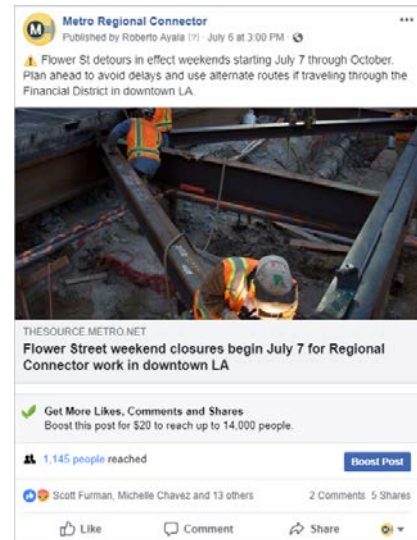 Metro Regional Connector
Published by Roberto Ayala [?] · July 6 at 3:00 PM ·
⚠ Flower St detours in effect weekends starting July 7 through October.
Plan ahead to avoid delays and use alternate routes if traveling through the
Financial District in downtown LA.
THESOURCE.METRO.NET
Flower Street weekend closures begin July 7 for Regional
Connector work in downtown LA
Get More Likes, Comments and Shares
Boost this post for $20 to reach up to 14,000 people.
1,145 people reached
Boost Post
Scott Furman, Michelle Chavez and 13 others
2 Comments 5 Shares
Like
Comment
Share